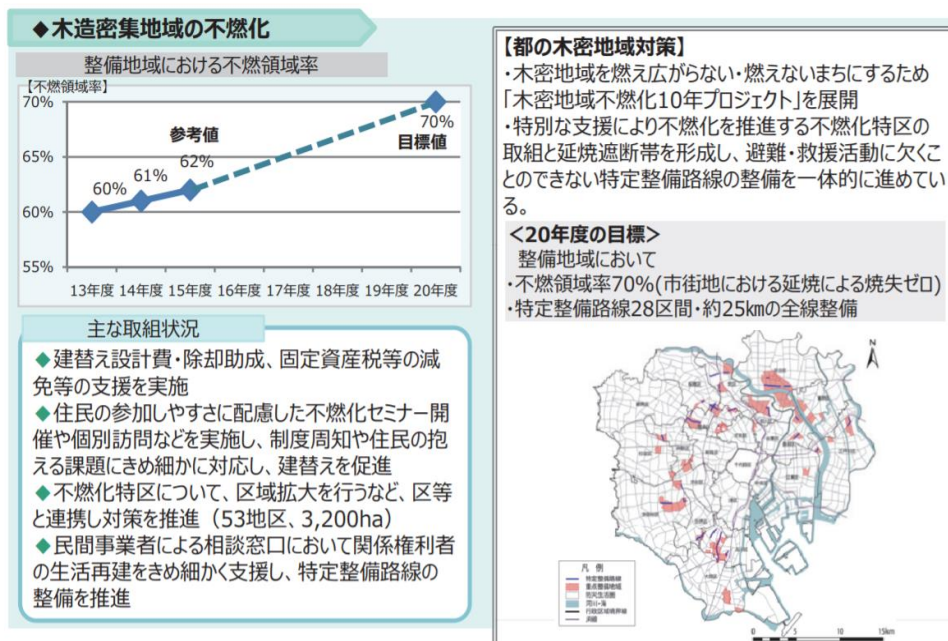 ◆木造密集地域の不燃化
整備地域における不燃領域率
【不燃領域率】
70%
65%
60%
55%
参考値
60%
61%
62%
70%
目標値
13年度 14年度 15年度 16年度 17年度 18年度 19年度 20年度
主な取組状況
◆建替え設計費・除却助成、固定資産税等の減
免等の支援を実施
◆住民の参加しやすさに配慮した不燃化セミナー開
催や個別訪問などを実施し、制度周知や住民の抱
える課題にきめ細かに対応し、建替えを促進
◆不燃化特区について、区域拡大を行うなど、区等
と連携し対策を推進（53地区、3,200ha）
◆民間事業者による相談窓口において関係権利者
の生活再建をきめ細かく支援し、特定整備路線の
整備を推進
【都の木密地域対策】
・木密地域を燃え広がらない・燃えないまちにするため
「木密地域不燃化10年プロジェクト」を展開
・特別な支援により不燃化を推進する不燃化特区の
取組と延焼遮断帯を形成し、避難・救援活動に欠くこ
とのできない特定整備路線の整備を一体的に進めてい
る。
＜20年度の目標＞
整備地域において
・不燃領域率70%(市街地における延焼による焼失ゼロ)
・特定整備路線28区間・約25kmの全線整備
N
凡 例
特定整備路線
重点整備地域
河川・海
行政区域境界線
0 5 10 15km